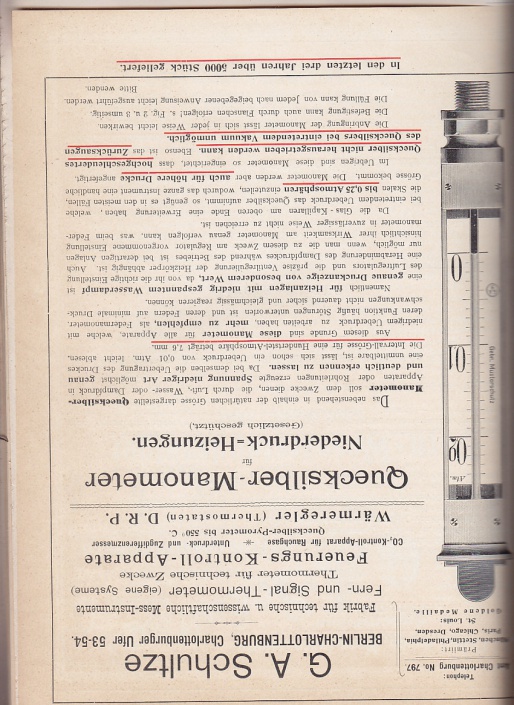 Telephon:
Amt Charlottenburg No. 797
Prämiirt:
München, Stettin, Philadelphia,
Paris, Chicago, Dresden,
St. Louis:
Goldene Medaille.
G. A. Schultze
BERLIN-CHARLOTTENBURG, Charlottenburger Ufer 53-54.
Fabrik für technische u. wissenschaftliche Mess-Instrumente
Fern- und Signal-Thermometer (eigene Systeme)
Thermometer für technische Zwecke
Feuerungs-Kontroll-Apparate
CO₂-Kontroll-Apparat für Rauchgase Unterdruck- und Zugdifferenzmesser
Quecksilber-Pyrometer bis 550° C.
Wärmeregler (Thermostaten) D. R. P.
Quecksilber-Manometer
für
Niederdruck-Heizungen.
(Gesetzlich geschützt.)
Das nebenstehend in einhalb der natürlichen Grösse dargestellte Quecksilber-
Manometer soll dem Zwecke dienen, die durch Luft-, Wasser- oder Dampfdruck in
Apparaten oder Rohrleitungen erzeugte Spannung niedriger Art möglichst genau
und deutlich erkennen zu lassen. Da bei demselben die Uebertragung des Druckes
eine unmittelbare ist, lässt sich schon ein Ueberdruck von 0,01 Atm. leicht ablesen.
Die Intervall-Grösse für eine Hundertstel-Atmosphäre beträgt 7,6 mm.
Aus diesem Grunde sind diese Manometer für alle Apparate, welche mit
niedrigem Ueberdruck zu arbeiten haben, mehr zu empfehlen, als Federmanometer,
deren Funktion häufig Störungen unterworfen ist und deren Federn auf minimale Druck-
schwankungen nicht dauernd sicher und gleichmässig reagieren können.
Namentlich für Heizanlagen mit niedrig gespanntem Wasserdampf ist
eine genaue Druckanzeige von besonderem Wert, da von ihr die richtige Einstellung
des Luftregulators und die präzise Ventilregulierung der Heizkörper abhängig ist. Auch
eine Herabminderung des Dampfdruckes während des Betriebes ist bei derartigen Anlagen
nur möglich, wenn man die zu diesem Zweck am Regulator vorgenommene Einstellung
hinsichtlich ihrer Wirksamkeit am Manometer genau verfolgen kann, was beim Feder-
manometer in zuverlässiger Weise nicht zu erreichen ist.
Da die Glas-Kapillaren am oberen Ende eine Erweiterung haben, welche
bei eintretendem Ueberdruck das Quecksilber aufnimmt, so genügt es in den meisten Fällen,
die Skalen bis 0,25 Atmosphären einzuteilen, wodurch das ganze Instrument eine handliche
Grösse bekommt. Die Manometer werden aber auch für höhere Drucke angefertigt.
Im Uebrigen sind diese Manometer so eingerichtet, dass hochgeschleudertes
Quecksilber nicht herausgetrieben werden kann. Ebenso ist das Zurücksaugen
des Quecksilbers bei eintretendem Vakuum unmöglich.
Die Anbringung der Manometer lässt sich in jeder Weise leicht bewirken.
Die Befestigung kann auch durch Flanschen erfolgen; s. Fig. 2 u. 3 umseitig.
Die Füllung kann von Jedem nach beigegebener Anweisung leicht ausgeführt werden.
Bitte wenden.
In den letzten drei Jahren über 5000 Stück geliefert.
Atm.
20
10
0
Gesetz. Musterschutz